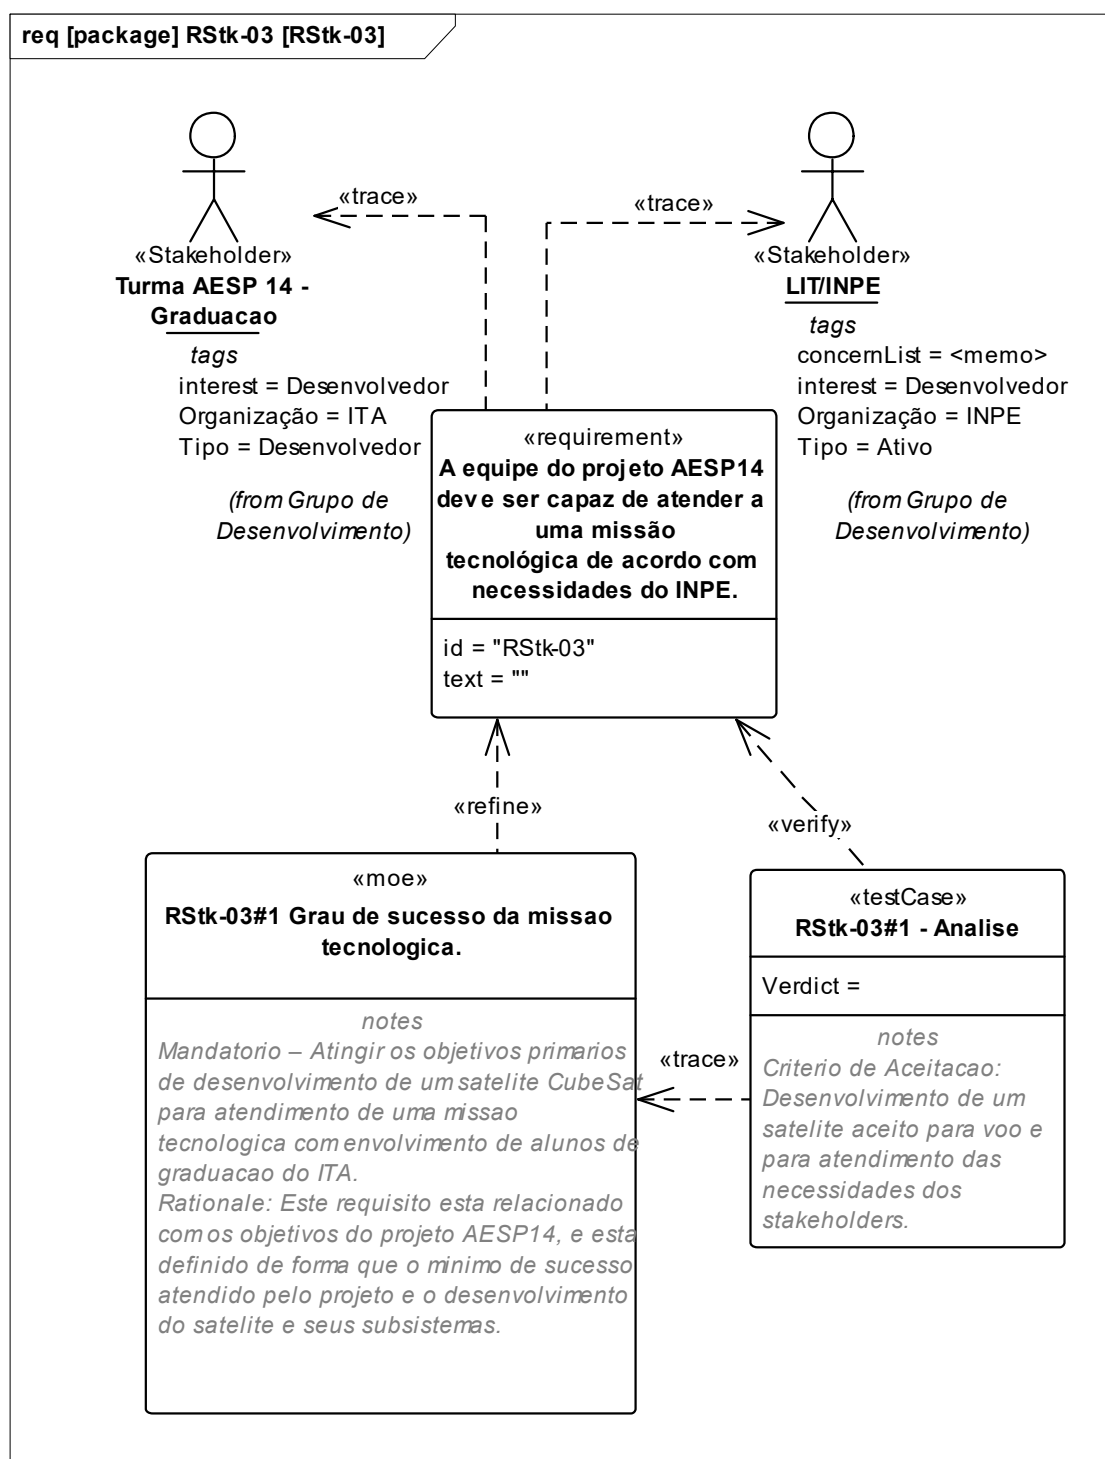 req [package] RStk-03 [RStk-03]
«trace»
«trace»
«Stakeholder»
Turma AESP 14 -
Graduacao
tags
interest = Desenvolvedor
Organização = ITA
Tipo = Desenvolvedor
(from Grupo de
Desenvolvimento)
«Stakeholder»
LIT/INPE
tags
concernList = <memo>
interest = Desenvolvedor
Organização = INPE
Tipo = Ativo
(from Grupo de
Desenvolvimento)
«requirement»
A equipe do projeto AESP14
deve ser capaz de atender a
uma missão
tecnológica de acordo com
necessidades do INPE.
id = "RStk-03"
text = ""
«refine»
«verify»
«moe»
RStk-03#1 Grau de sucesso da missao
tecnologica.
notes
Mandatorio – Atingir os objetivos primarios
de desenvolvimento de um satelite CubeSat
para atendimento de uma missao
tecnologica com envolvimento de alunos de
graduacao do ITA.
Rationale: Este requisito esta relacionado
com os objetivos do projeto AESP14, e esta
definido de forma que o minimo de sucesso
atendido pelo projeto e o desenvolvimento
do satelite e seus subsistemas.
«trace»
«testCase»
RStk-03#1 - Analise
Verdict =
notes
Criterio de Aceitacao:
Desenvolvimento de um
satelite aceito para voo e
para atendimento das
necessidades dos
stakeholders.